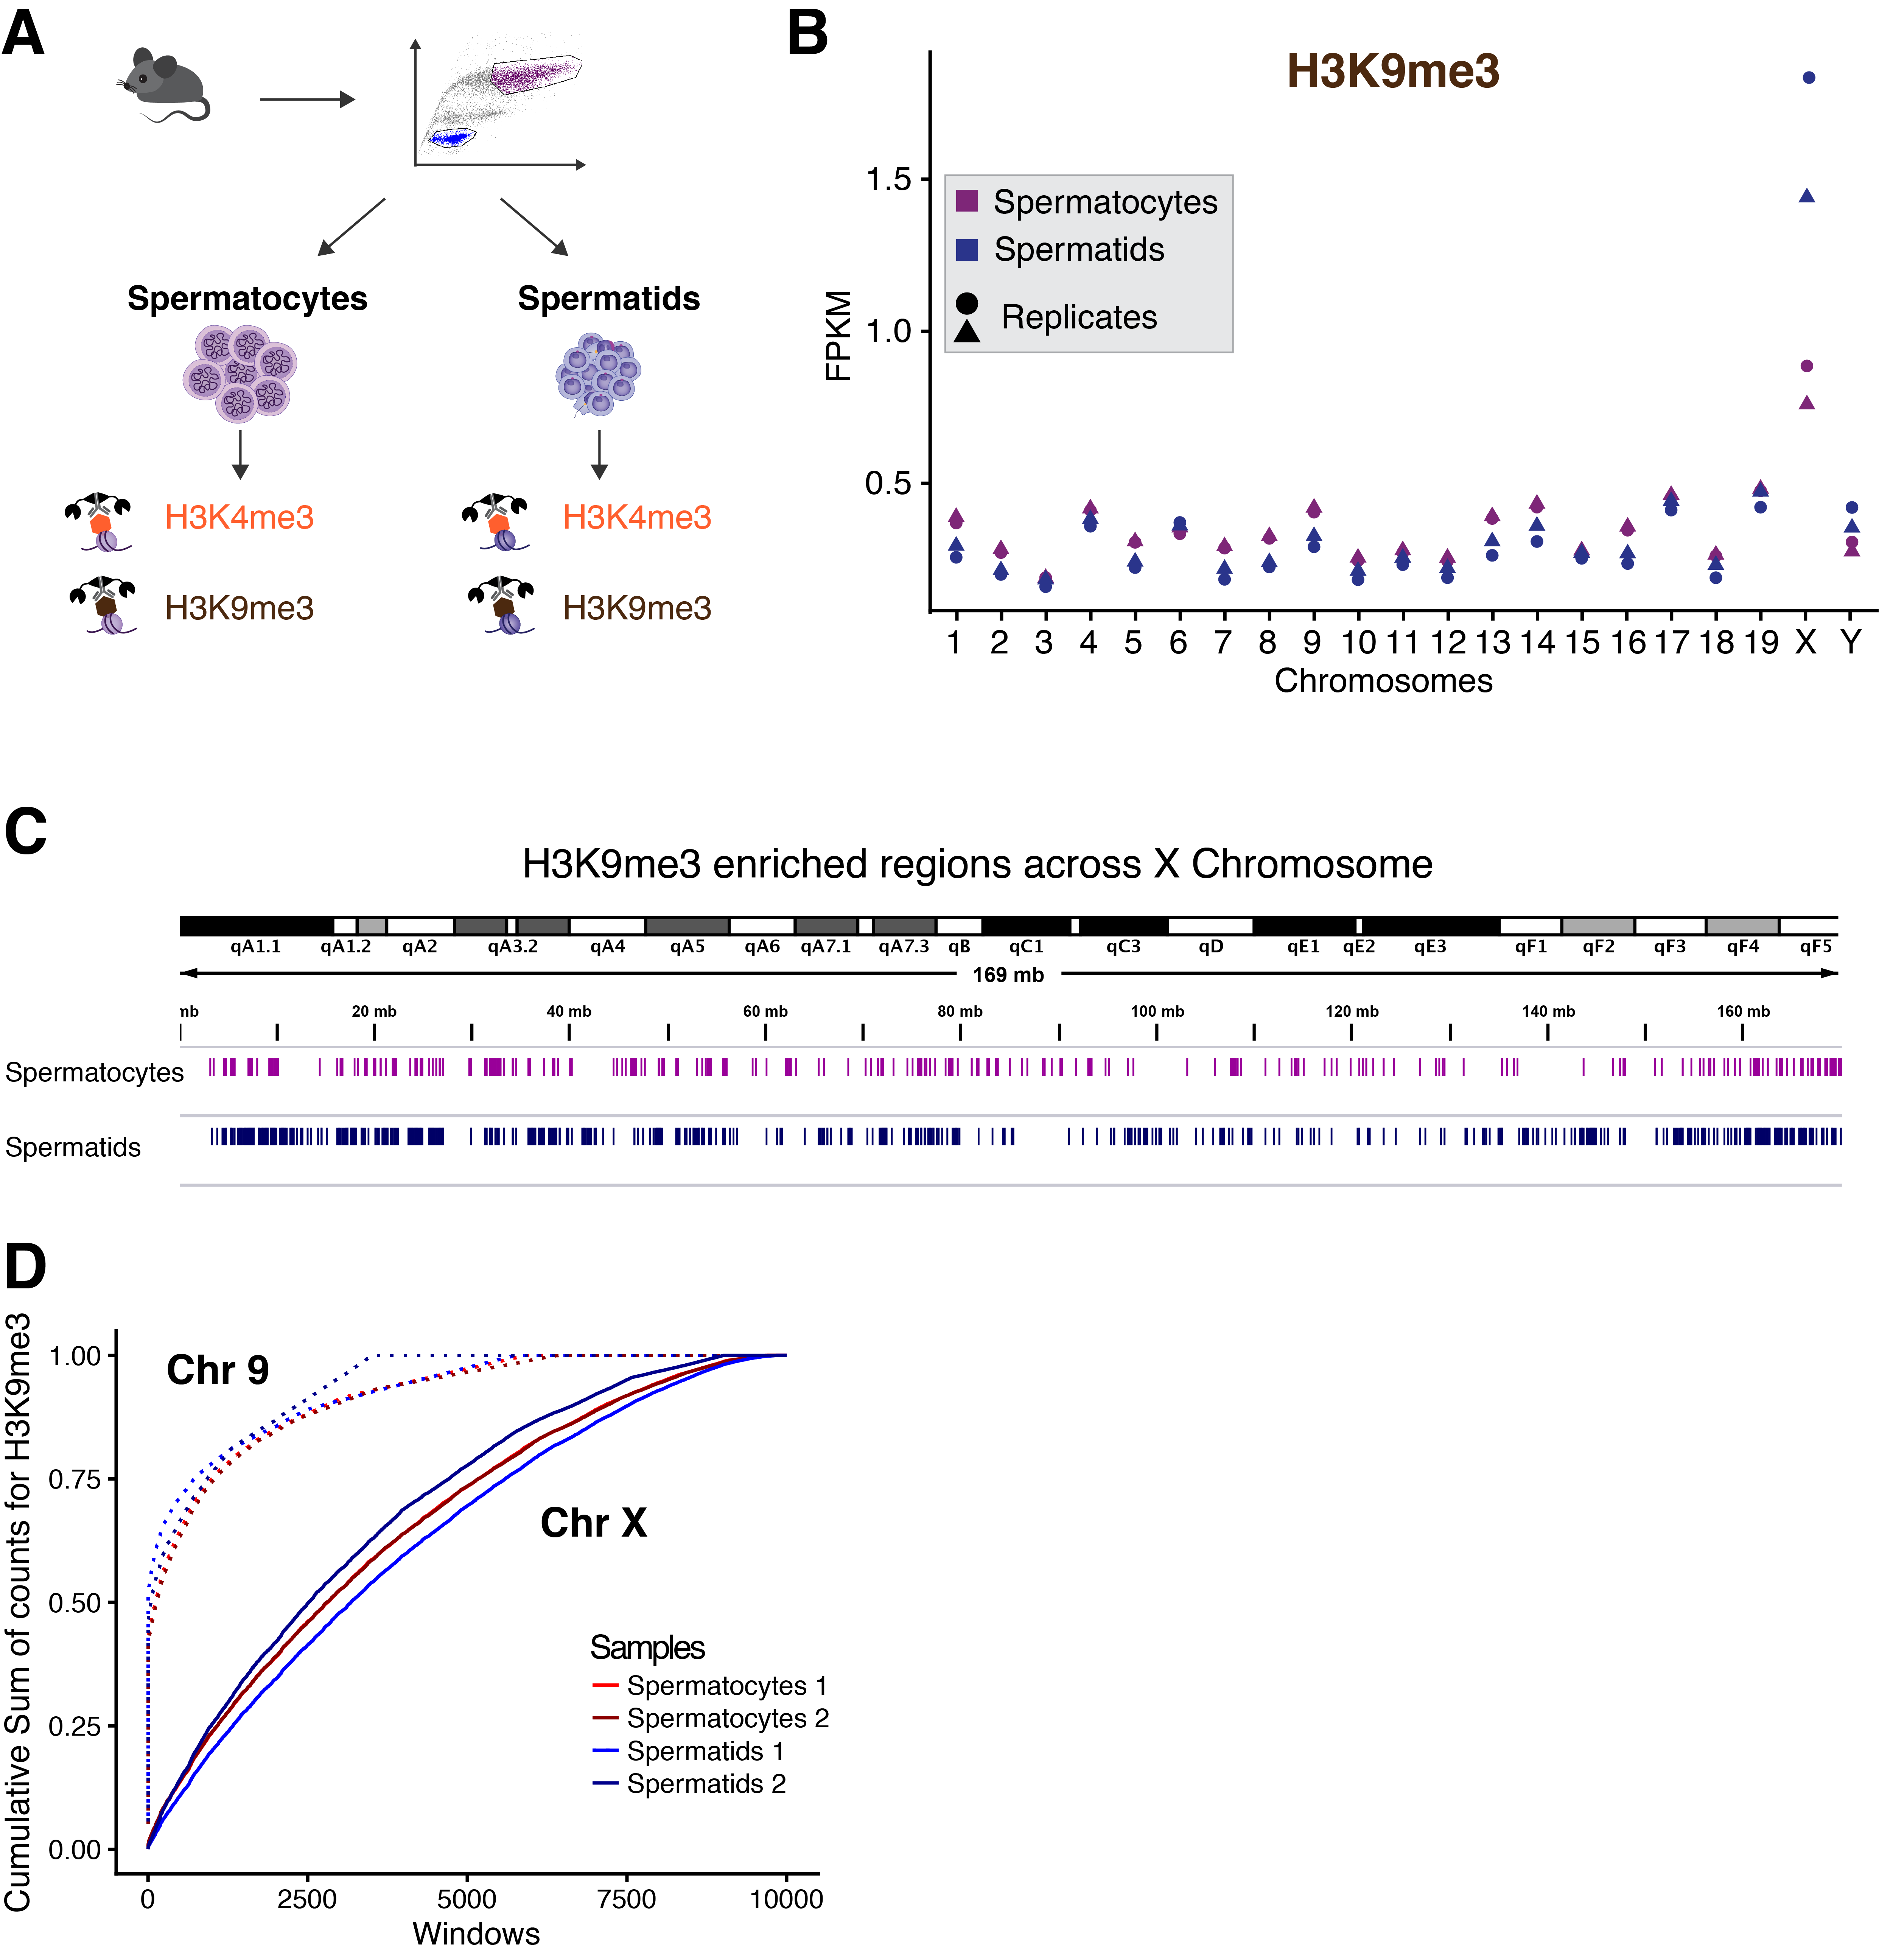 A
Spermatocytes
Spermatids
H3K4me3
H3K4me3
H3K9me3
H3K9me3
B
H3K9me3
FPKM
1.5
1.0
0.5
Spermatocytes
Spermatids
Replicates
1 2 3 4 5 6 7 8 9 10 11 12 13 14 15 16 17 18 19 X Y
Chromosomes
C
H3K9me3 enriched regions across X Chromosome
qA1.1 qA1.2 qA2 qA3.2 qA4 qA5 qA6 qA7.1 qA7.3 qB qC1 qC3 qD qE1 qE2 qE3 qF1 qF2 qF3 qF4 qF5
169 mb
mb 20 mb 40 mb 60 mb 80 mb 100 mb 120 mb 140 mb 160 mb
Spermatocytes
Spermatids
D
Cumulative Sum of counts for H3K9me3
1.00
0.75
0.50
0.25
0.00
Chr 9
Chr X
Samples
Spermatocytes 1
Spermatocytes 2
Spermatids 1
Spermatids 2
0 2500 5000 7500 10000
Windows